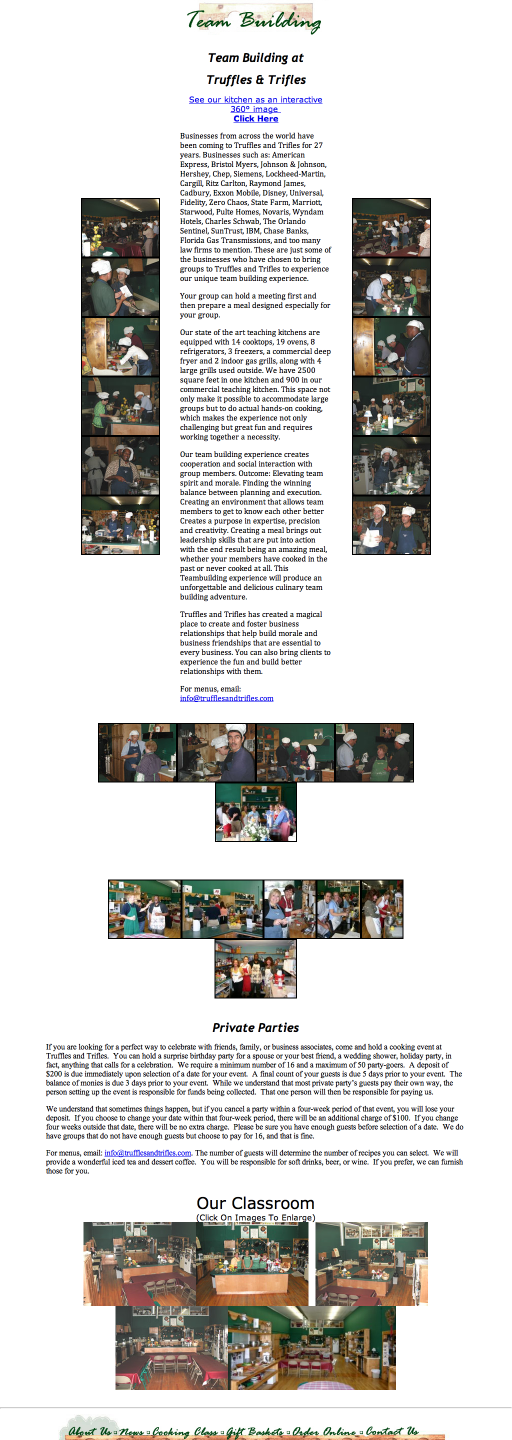 Team Building
Team Building at
Truffles & Trifles
See our kitchen as an interactive
360° image
Click Here
Businesses from across the world have
been coming to Truffles and Trifles for 27
years. Businesses such as: American
Express, Bristol Myers, Johnson & Johnson,
Hershey, Chep, Siemens, Lockheed-Martin,
Cargill, Ritz Carlton, Raymond James,
Cadbury, Exxon Mobile, Disney, Universal,
Fidelity, Zero Chaos, State Farm, Marriott,
Starwood, Pulte Homes, Novaris, Wyndam
Hotels, Charles Schwab, The Orlando
Sentinel, SunTrust, IBM, Chase Banks,
Florida Gas Transmissions, and too many
law firms to mention. These are just some of
the businesses who have chosen to bring
groups to Truffles and Trifles to experience
our unique team building experience.
Your group can hold a meeting first and
then prepare a meal designed especially for
your group.
Our state of the art teaching kitchens are
equipped with 14 cooktops, 19 ovens, 8
refrigerators, 3 freezers, a commercial deep
fryer and 2 indoor gas grills, along with 4
large grills used outside. We have 2500
square feet in one kitchen and 900 in our
commercial teaching kitchen. This space not
only make it possible to accommodate large
groups but to do actual hands-on cooking,
which makes the experience not only
challenging but great fun and requires
working together a necessity.
Our team building experience creates
cooperation and social interaction with
group members. Outcome: Elevating team
spirit and morale. Finding the winning
balance between planning and execution.
Creating an environment that allows team
members to get to know each other better
Creates a purpose in expertise, precision
and creativity. Creating a meal brings out
leadership skills that are put into action
with the end result being an amazing meal,
whether your members have cooked in the
past or never cooked at all. This
Teambuilding experience will produce an
unforgettable and delicious culinary team
building adventure.
Truffles and Trifles has created a magical
place to create and foster business
relationships that help build morale and
business friendships that are essential to
every business. You can also bring clients to
experience the fun and build better
relationships with them.
For menus, email:
info@trufflesandtrifles.com
Private Parties
If you are looking for a perfect way to celebrate with friends, family, or business associates, come and hold a cooking event at
Truffles and Trifles. You can hold a surprise birthday party for a spouse or your best friend, a wedding shower, holiday party, in
fact, anything that calls for a celebration. We require a minimum number of 16 and a maximum of 50 party-goers. A deposit of
$200 is due immediately upon selection of a date for your event. A final count of your guests is due 5 days prior to your event. The
balance of monies is due 3 days prior to your event. While we understand that most private party's guests pay their own way, the
person setting up the event is responsible for funds being collected. That one person will then be responsible for paying us.
We understand that sometimes things happen, but if you cancel a party within a four-week period of that event, you will lose your
deposit. If you choose to change your date within that four-week period, there will be an additional charge of $100. If you change
four weeks outside that date, there will be no extra charge. Please be sure you have enough guests before selection of a date. We do
have groups that do not have enough guests but choose to pay for 16, and that is fine.
For menus, email: info@trufflesandtrifles.com. The number of guests will determine the number of recipes you can select. We will
provide a wonderful iced tea and dessert coffee. You will be responsible for soft drinks, beer, or wine. If you prefer, we can furnish
those for you.
Our Classroom
(Click On Images To Enlarge)
About Us ▫ News ▫ Cooking Class ▫ Gift Baskets ▫ Order Online ▫ Contact Us